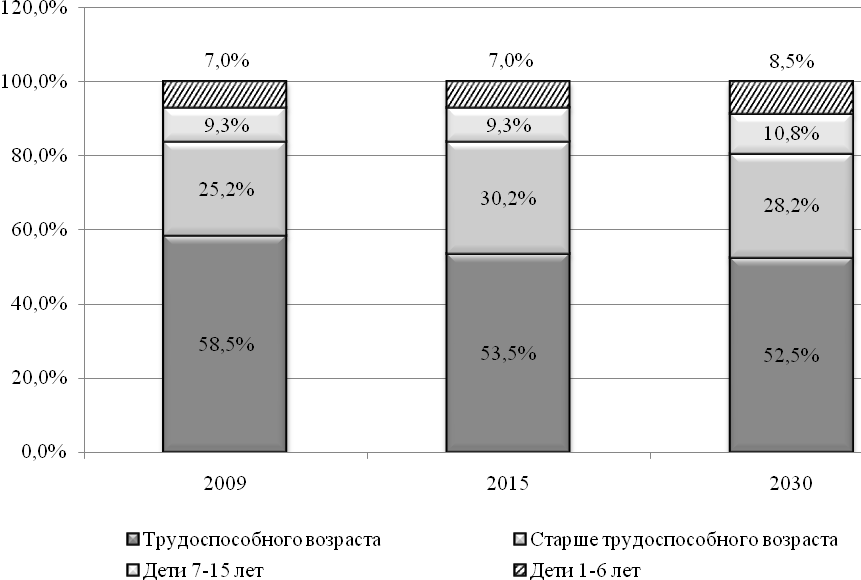 120,0%
7,0% 7,0% 8,5%
100,0%
9,3% 9,3% 10,8%
80,0%
25,2% 30,2% 28,2%
60,0%
40,0%
58,5% 53,5% 52,5%
20,0%
0,0%
2009 2015 2030
Трудоспособного возраста Старше трудоспособного возраста
Дети 7-15 лет Дети 1-6 лет